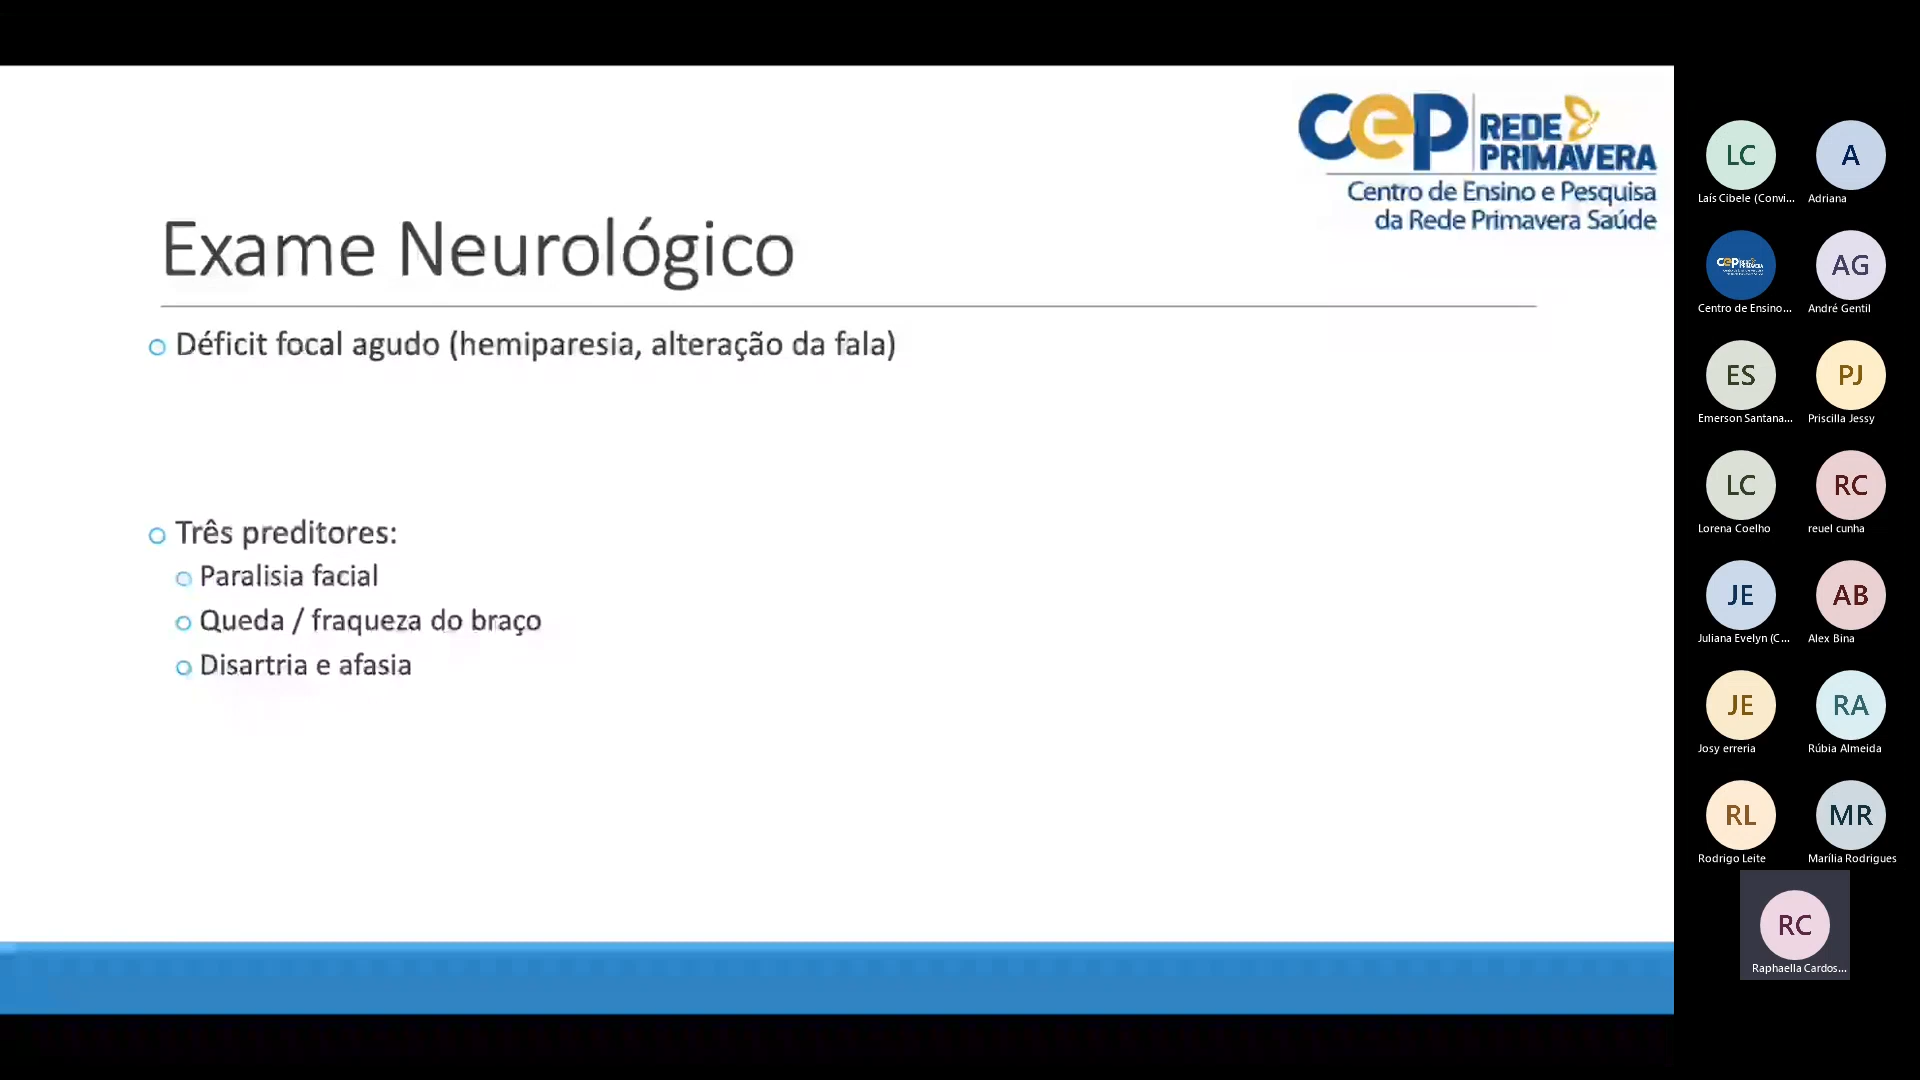 cep REDE PRIMAVERA
Centro de Ensino e Pesquisa
da Rede Primavera Saúde
Exame Neurológico
Déficit focal agudo (hemiparesia, alteração da fala)
Três preditores:
Paralisia facial
Queda / fraqueza do braço
Disartria e afasia
LC
Laís Cibele (Convi...
A
Adriana
Centro de Ensino...
AG
André Gentil
ES
Emerson Santana...
PJ
Priscilla Jessy
LC
Lorena Coelho
RC
reuel cunha
JE
Juliana Evelyn (C...
AB
Alex Bina
JE
Josy erreria
RA
Rúbia Almeida
RL
Rodrigo Leite
MR
Marília Rodrigues
RC
Raphaella Cardos...